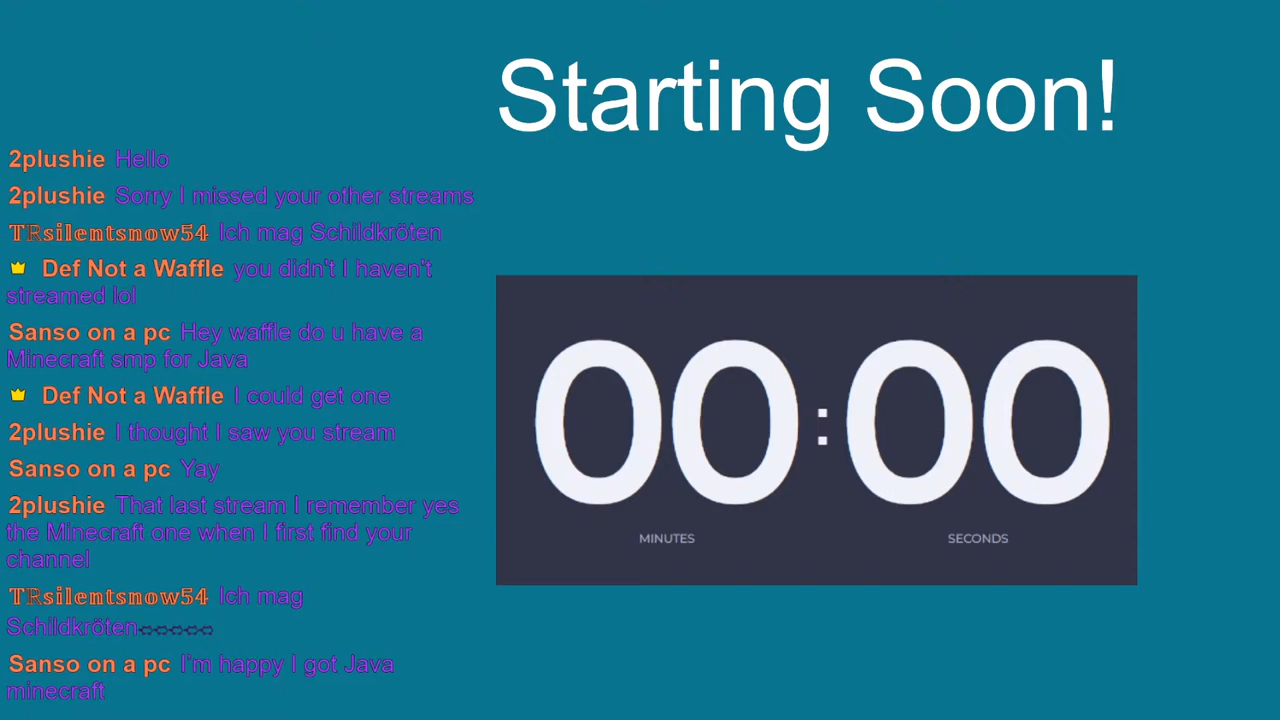 Starting Soon!
2plushie Hello
2plushie Sorry I missed your other streams
TRsilentsnow54 Ich mag Schildkröten
Def Not a Waffle you didn't I haven't
streamed lol
Sanso on a pc Hey waffle do u have a
Minecraft smp for Java
Def Not a Waffle I could get one
2plushie I thought I saw you stream
Sanso on a pc Yay
2plushie That last stream I remember yes
the Minecraft one when I first find your
channel
TRsilentsnow54 Ich mag
Schildkröten
Sanso on a pc I'm happy I got Java
minecraft
00:00
MINUTES SECONDS